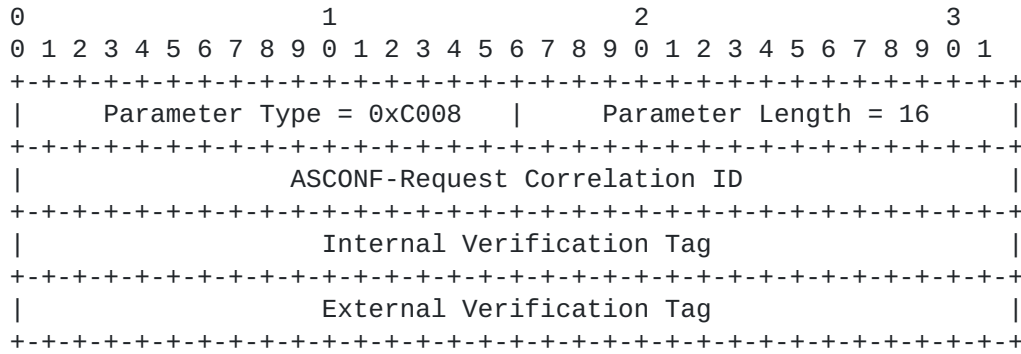 0                   1                   2                   3
0 1 2 3 4 5 6 7 8 9 0 1 2 3 4 5 6 7 8 9 0 1 2 3 4 5 6 7 8 9 0 1
+-+-+-+-+-+-+-+-+-+-+-+-+-+-+-+-+-+-+-+-+-+-+-+-+-+-+-+-+-+-+-+-+
|     Parameter Type = 0xC008   |     Parameter Length = 16     |
+-+-+-+-+-+-+-+-+-+-+-+-+-+-+-+-+-+-+-+-+-+-+-+-+-+-+-+-+-+-+-+-+
|                 ASCONF-Request Correlation ID                 |
+-+-+-+-+-+-+-+-+-+-+-+-+-+-+-+-+-+-+-+-+-+-+-+-+-+-+-+-+-+-+-+-+
|                   Internal Verification Tag                   |
+-+-+-+-+-+-+-+-+-+-+-+-+-+-+-+-+-+-+-+-+-+-+-+-+-+-+-+-+-+-+-+-+
|                   External Verification Tag                   |
+-+-+-+-+-+-+-+-+-+-+-+-+-+-+-+-+-+-+-+-+-+-+-+-+-+-+-+-+-+-+-+-+